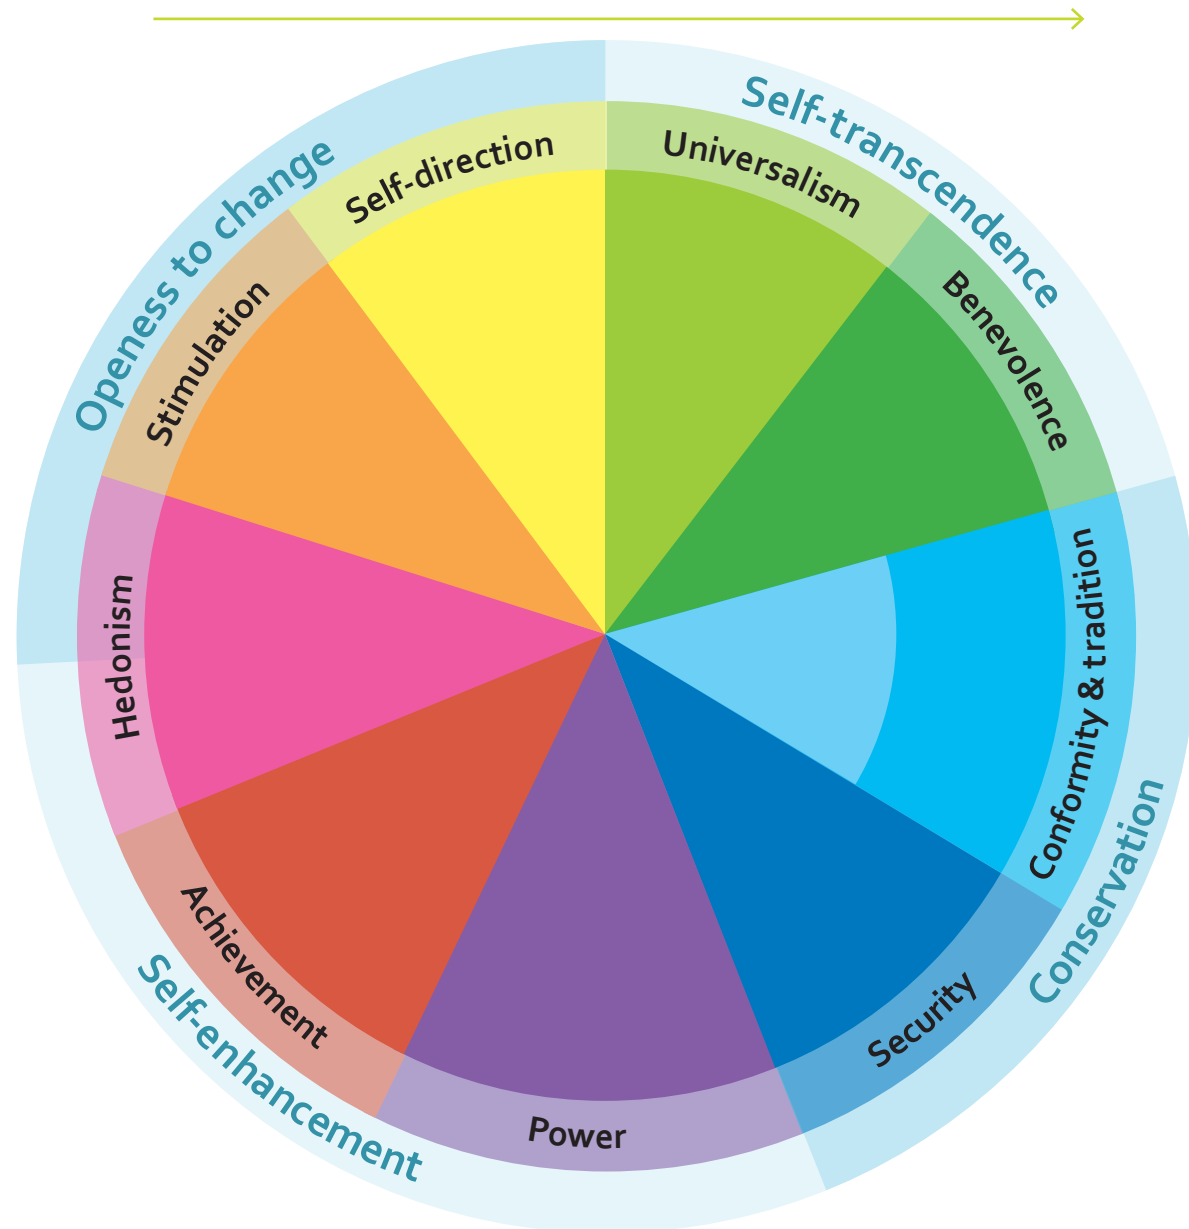 Self-transcendence
Openess to change
Self-direction
Universalism
Stimulation
Benevolence
Hedonism
Conformity & tradition
Conservation
Achievement
Security
Self-enhancement
Power